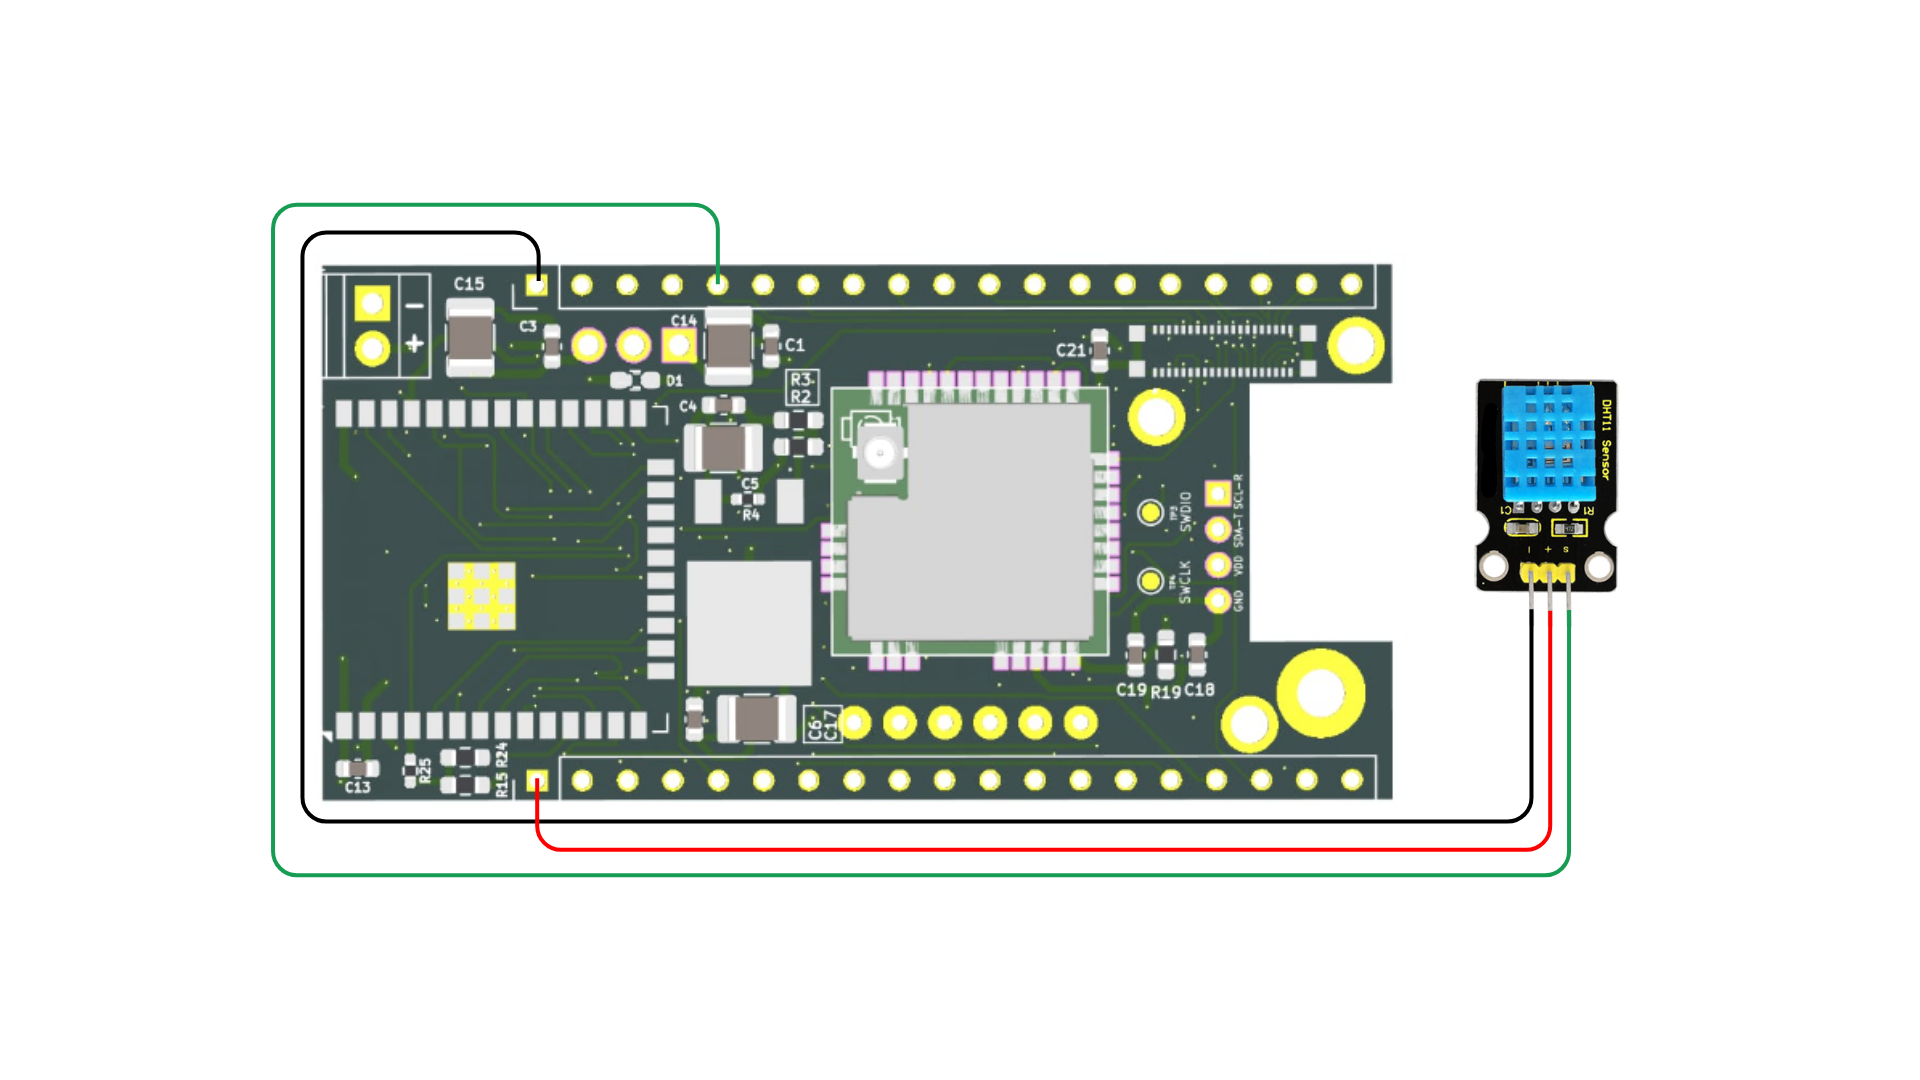 C15
−
+
C3
C14
C1
D1
C4
R3
R2
C5
R4
C21
SCL-R
SDA-T
VDD
GND
TP3
SWDIO
TP4
SWCLK
C19
R19
C18
C6
C17
C13
R25
R24
R15
DHT11 Sensor
C1
R1
−
+
S